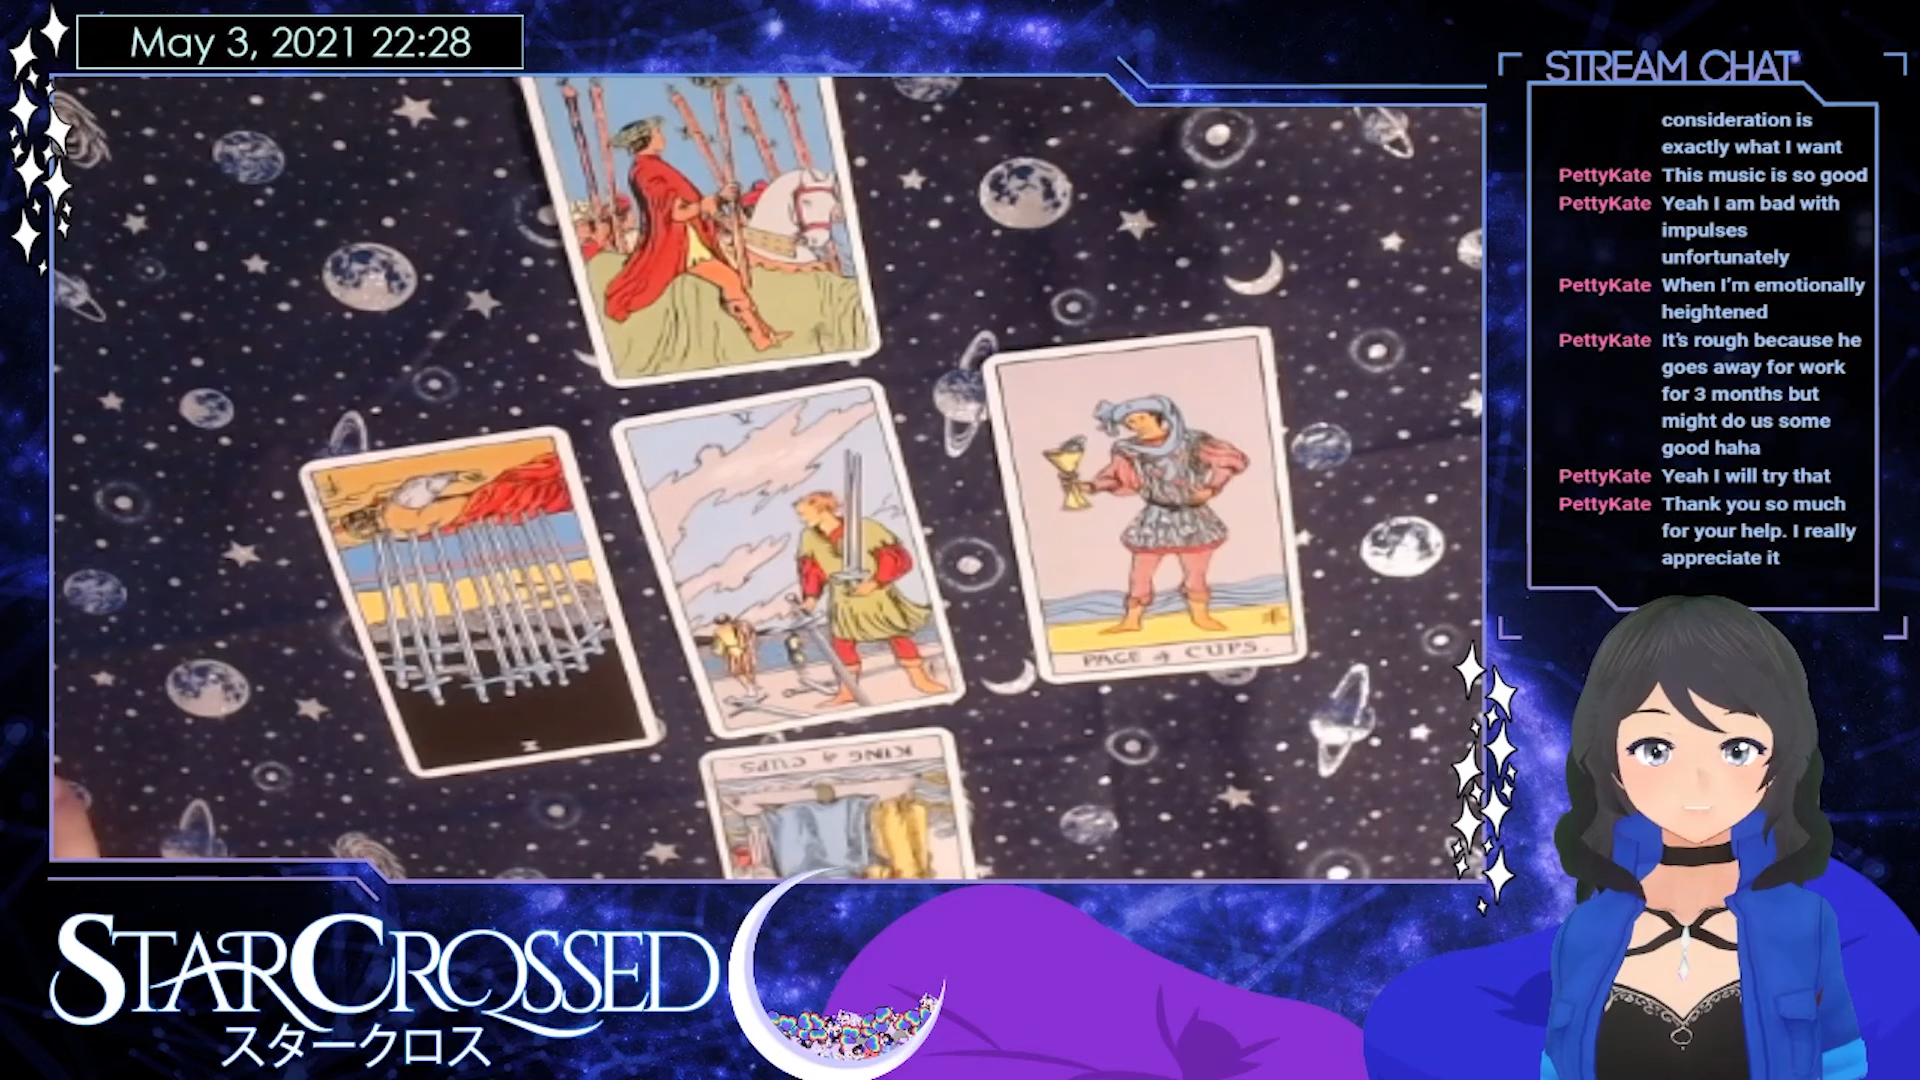 May 3, 2021 22:28
STREAM CHAT
consideration is
exactly what I want
PettyKate This music is so good
PettyKate Yeah I am bad with
impulses
unfortunately
PettyKate When I'm emotionally
heightened
PettyKate It's rough because he
goes away for work
for 3 months but
might do us some
good haha
PettyKate Yeah I will try that
PettyKate Thank you so much
for your help. I really
appreciate it
PAGE of CUPS.
X
KING of CUPS.
STARCROSSED
スタークロス